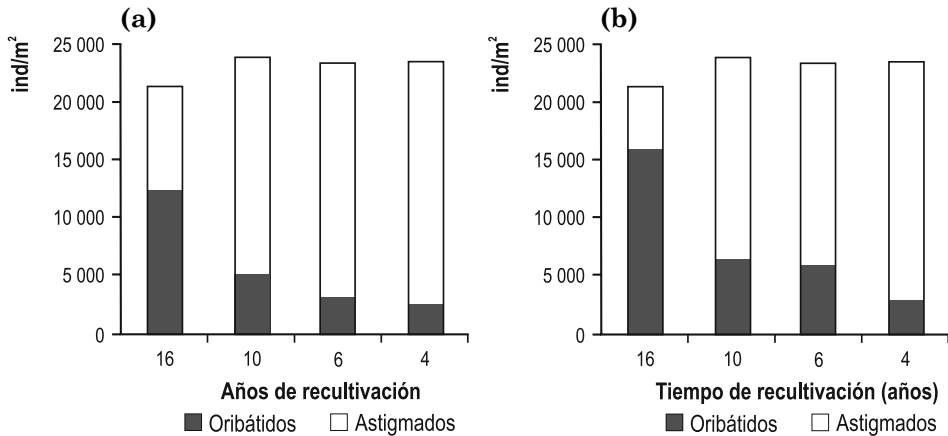 (a)
ind/m²
25 000
20 000
15 000
10 000
5 000
0
16 10 6 4
Años de recultivación
Oribátidos Astigmados
(b)
ind/m²
25 000
20 000
15 000
10 000
5 000
0
16 10 6 4
Tiempo de recultivación (años)
Oribátidos Astigmados